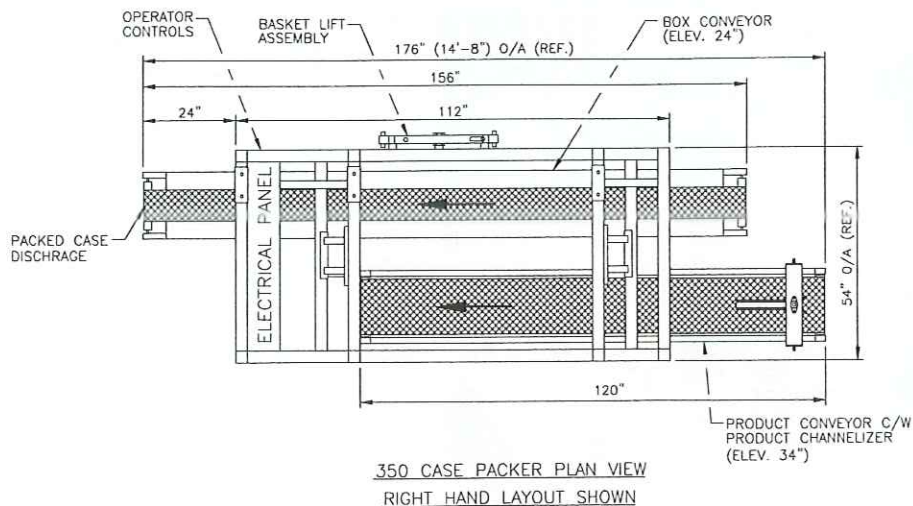 OPERATOR
CONTROLS
BASKET LIFT
ASSEMBLY
BOX CONVEYOR
(ELEV. 24")
176" (14'-8") O/A (REF.)
156"
24"
112"
ELECTRICAL PANEL
PACKED CASE
DISCHRAGE
54" O/A (REF.)
120"
PRODUCT CONVEYOR C/W
PRODUCT CHANNELIZER
(ELEV. 34")
350 CASE PACKER PLAN VIEW
RIGHT HAND LAYOUT SHOWN